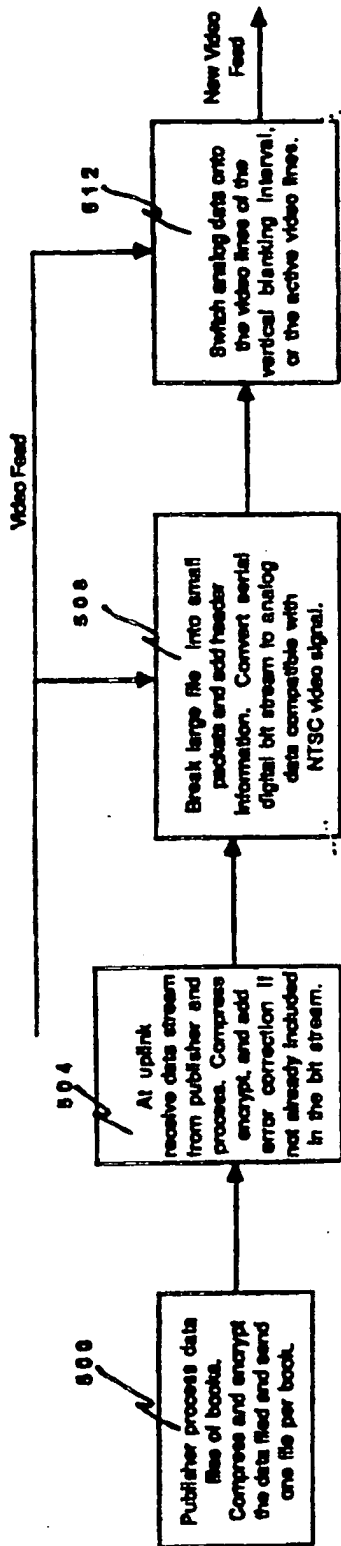 Video Feed
500
Publisher process data
files of books.
Compress and encrypt
the data filed and send
one file per book.
504
At uplink
receive data stream
from publisher and
process. Compress
encrypt, and add
error correction if
not already included
in the bit stream.
508
Break large file into small
packets and add header
information. Convert serial
digital bit stream to analog
data compatible with
NTSC video signal.
512
Switch analog data onto
the video lines of the
vertical blanking interval,
or the active video lines.
New Video
Feed